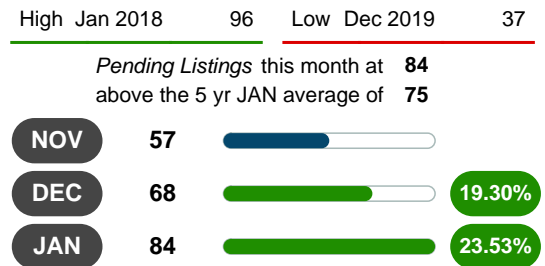 High Jan 2018 96 Low Dec 2019 37
Pending Listings this month at 84
above the 5 yr JAN average of 75
NOV 57
DEC 68 19.30%
JAN 84 23.53%